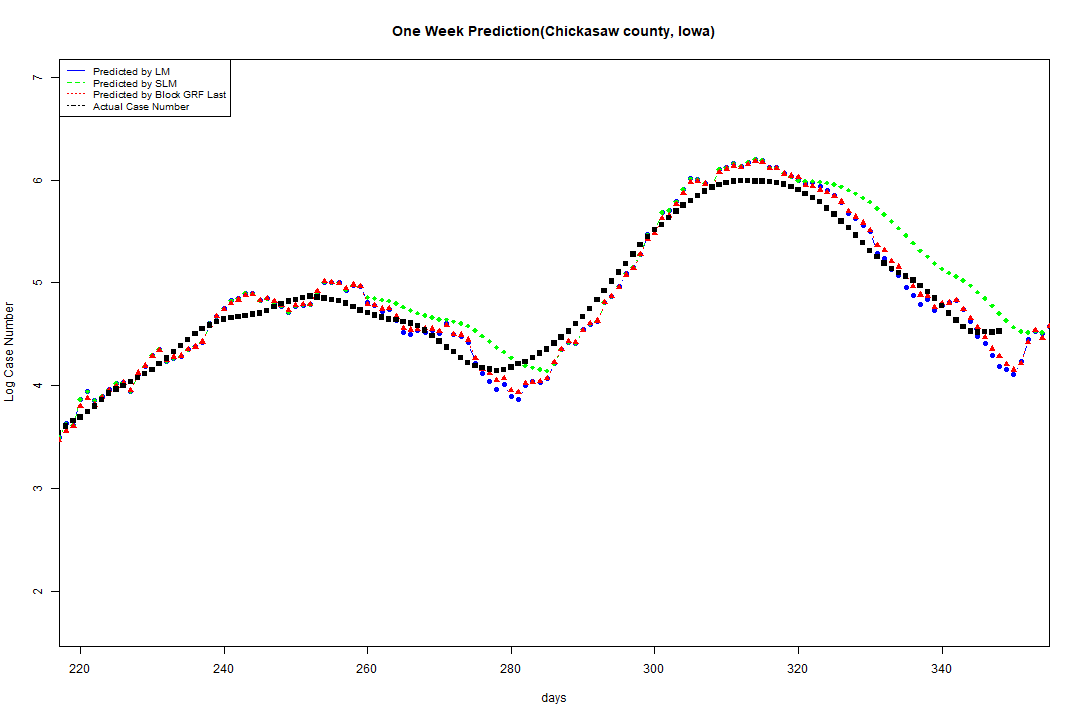 One Week Prediction(Chickasaw county, Iowa)
Predicted by LM
Predicted by SLM
Predicted by Block GRF Last
Actual Case Number
7
6
5
4
3
2
Log Case Number
220 240 260 280 300 320 340
days